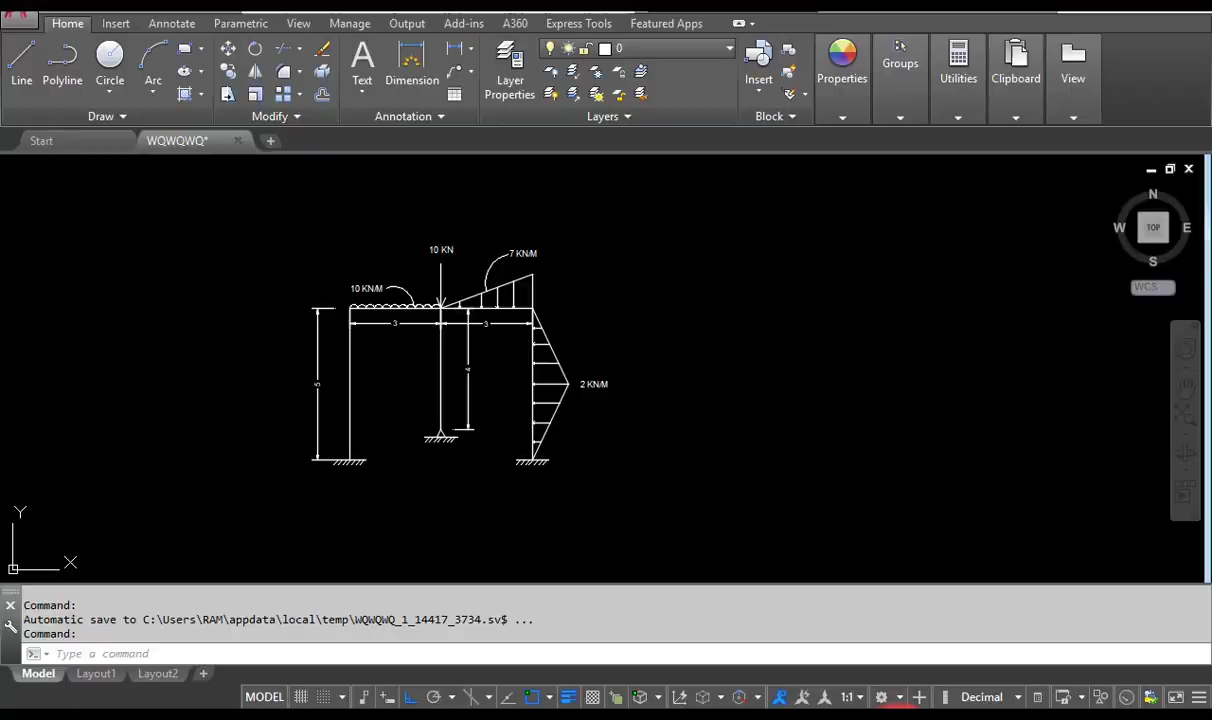 Home Insert Annotate Parametric View Manage Output Add-ins A360 Express Tools Featured Apps
0
Line Polyline Circle Arc Text Dimension Layer Properties Insert Properties Groups Utilities Clipboard View
Draw Modify Annotation Layers Block
Start WQWQWQ*
N
W TOP E
S
WCS
10 KN
7 KN/M
10 KN/M
3 3
5
4
2 KN/M
Y
X
Command:
Automatic save to C:\Users\RAM\appdata\local\temp\WQWQWQ_1_14417_3734.sv$ ...
Command:
Type a command
Model Layout1 Layout2
MODEL 1:1 Decimal